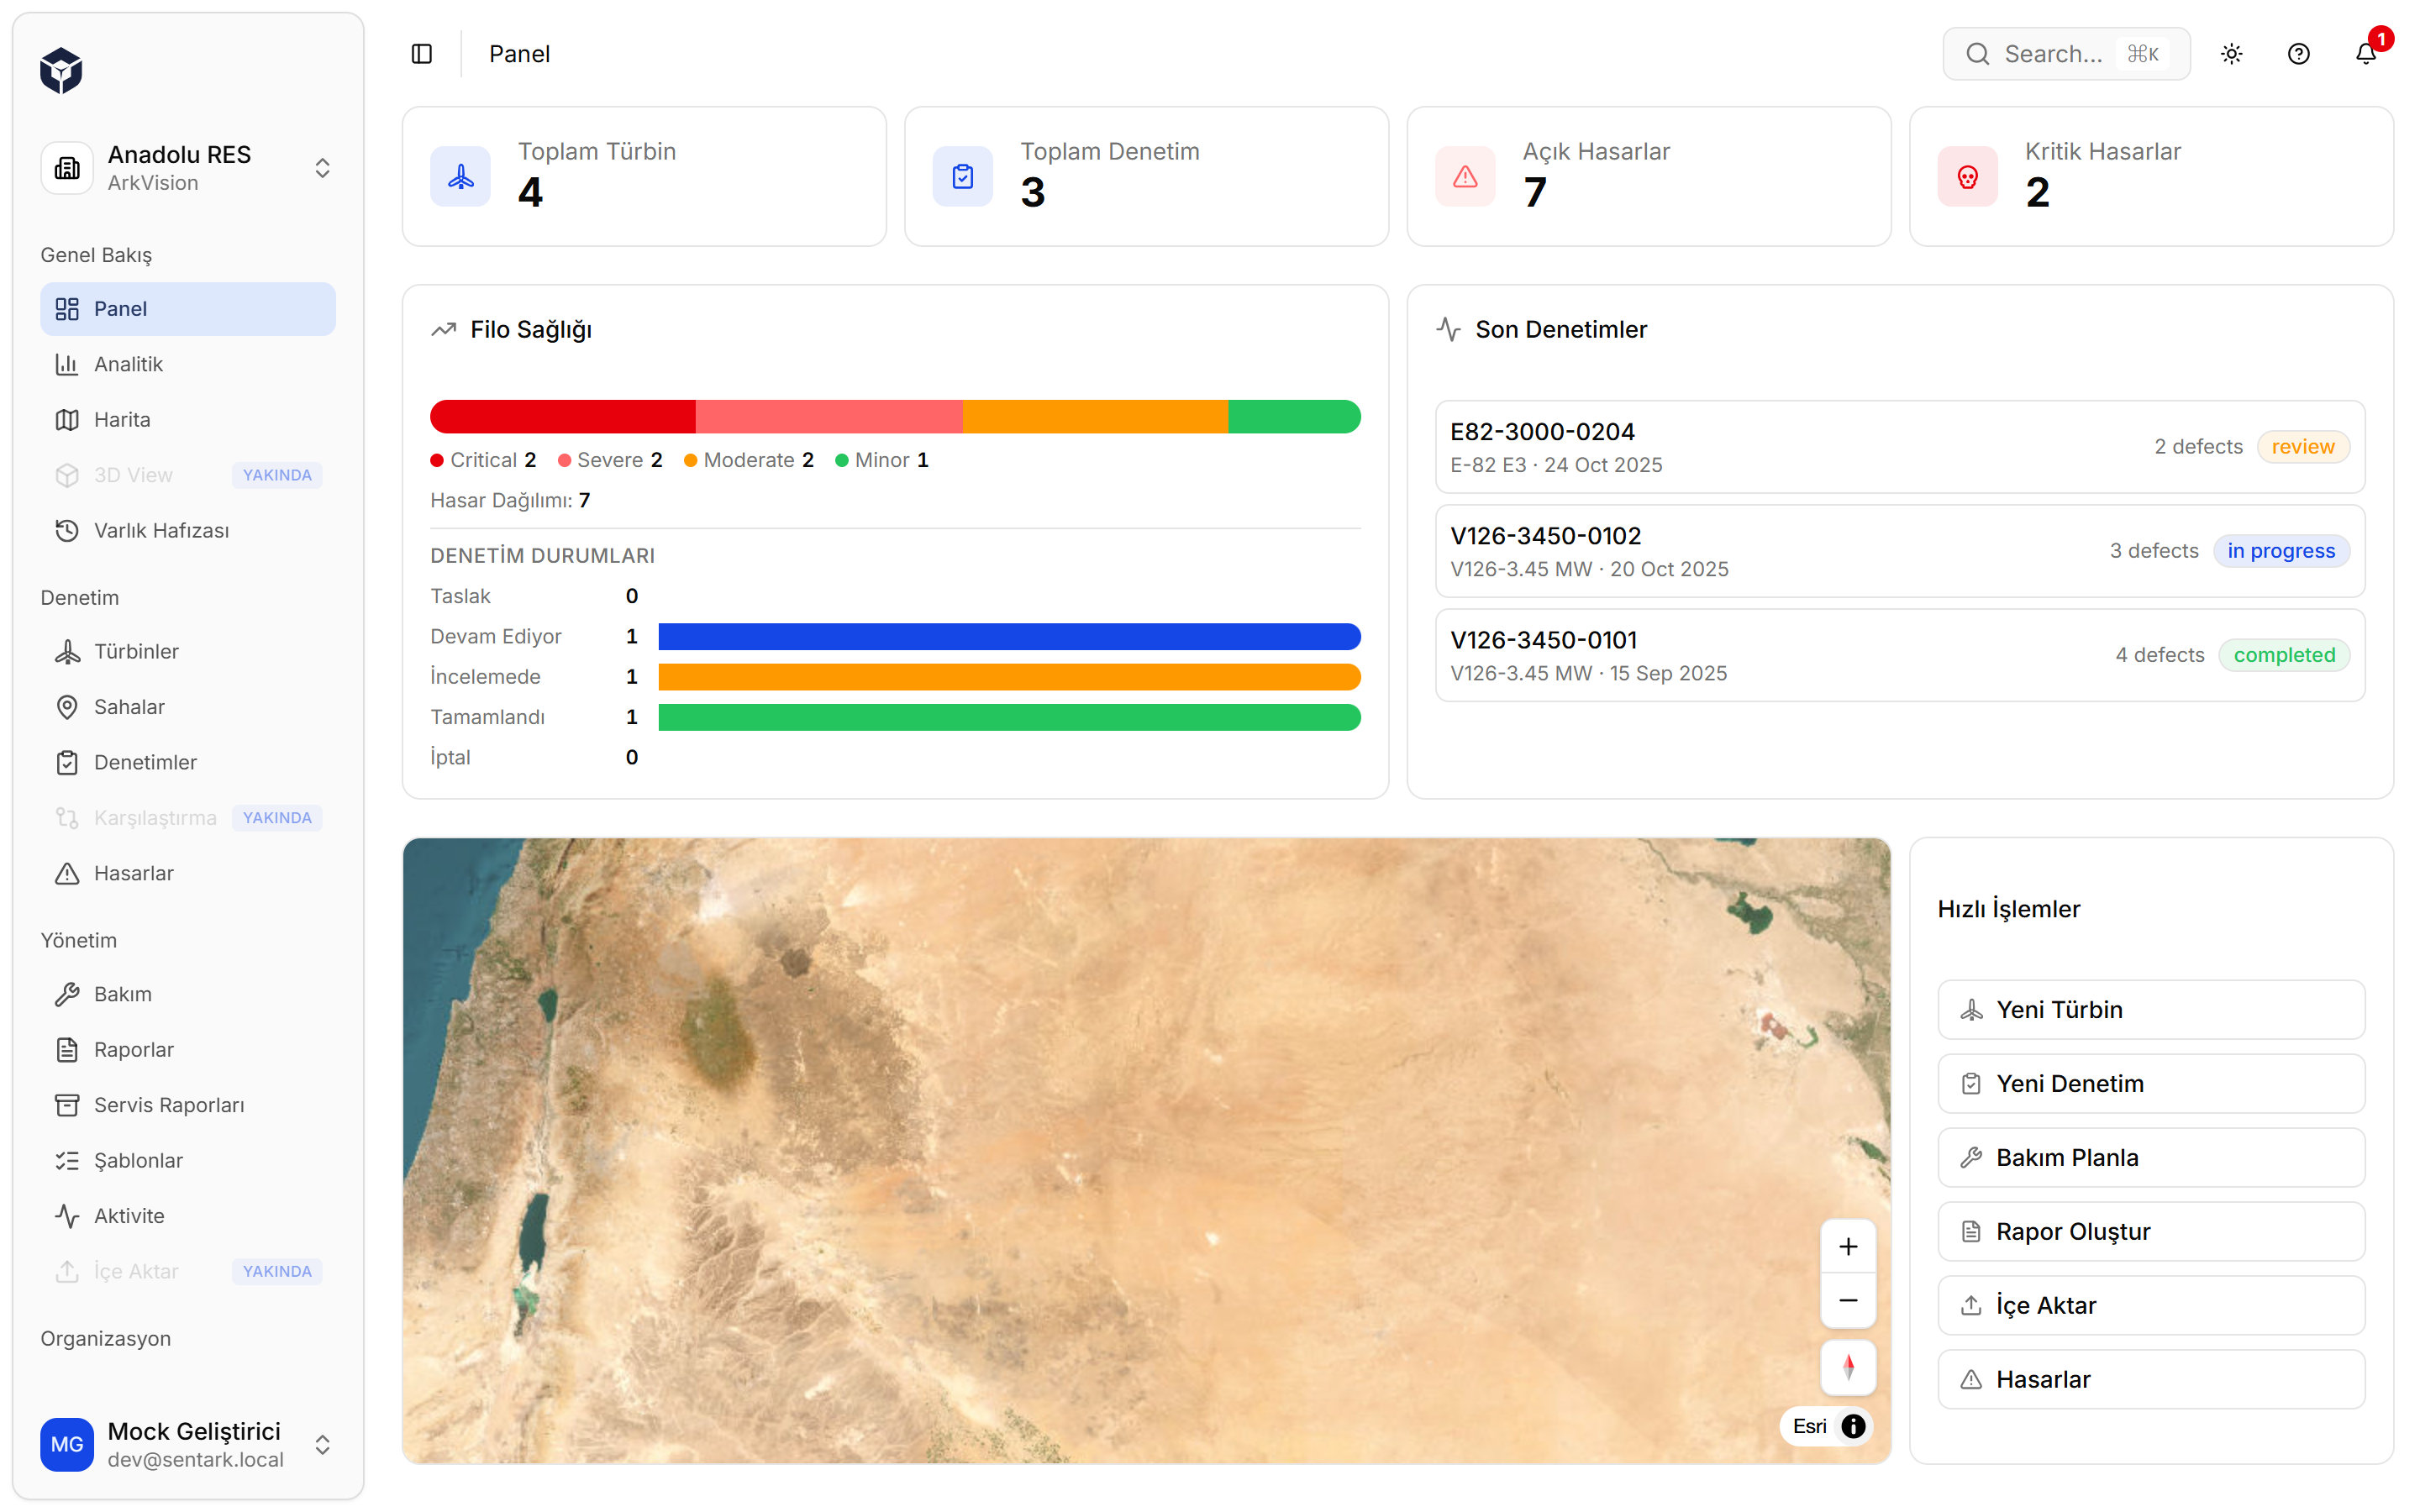 Anadolu RES
ArkVision
Genel Bakış
Panel
Analitik
Harita
3D View YAKINDA
Varlık Hafızası
Denetim
Türbinler
Sahalar
Denetimler
Karşılaştırma YAKINDA
Hasarlar
Yönetim
Bakım
Raporlar
Servis Raporları
Şablonlar
Aktivite
İçe Aktar YAKINDA
Organizasyon
MG
Mock Geliştirici
dev@sentark.local
Panel
Search... ⌘K
1
Toplam Türbin
4
Toplam Denetim
3
Açık Hasarlar
7
Kritik Hasarlar
2
Filo Sağlığı
Critical 2 Severe 2 Moderate 2 Minor 1
Hasar Dağılımı: 7
DENETİM DURUMLARI
Taslak 0
Devam Ediyor 1
İncelemede 1
Tamamlandı 1
İptal 0
Son Denetimler
E82-3000-0204
E-82 E3 · 24 Oct 2025
2 defects review
V126-3450-0102
V126-3.45 MW · 20 Oct 2025
3 defects in progress
V126-3450-0101
V126-3.45 MW · 15 Sep 2025
4 defects completed
Esri
Hızlı İşlemler
Yeni Türbin
Yeni Denetim
Bakım Planla
Rapor Oluştur
İçe Aktar
Hasarlar